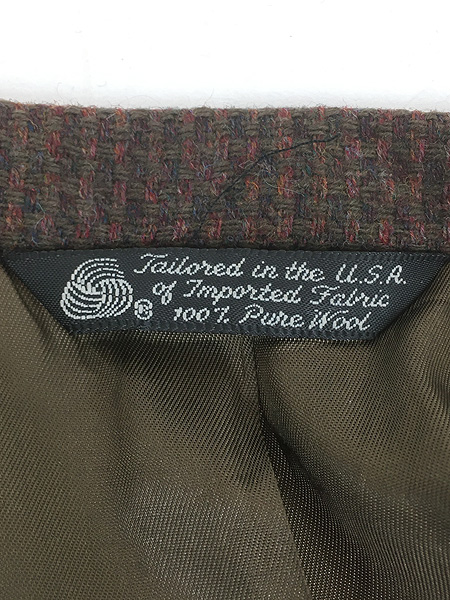 Tailored in the U.S.A.
of Imported Fabric
® 100% Pure Wool